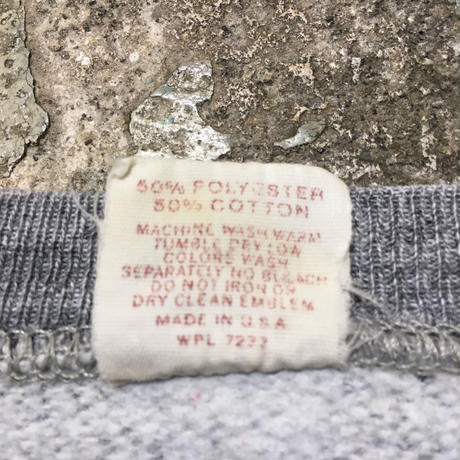 50% POLYESTER
50% COTTON
MACHINE WASH WARM
TUMBLE DRY LOW
COLORS WASH
SEPARATELY NO BLEACH
DO NOT IRON OR
DRY CLEAN EMBLEM
MADE IN U.S.A
WPL 7233